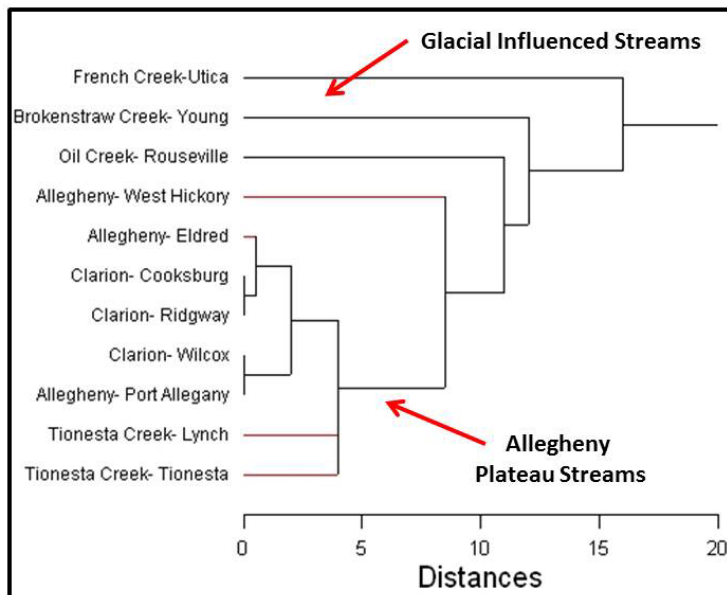 Glacial Influenced Streams
French Creek-Utica
Brokenstraw Creek- Young
Oil Creek- Rouseville
Allegheny- West Hickory
Allegheny- Eldred
Clarion- Cooksburg
Clarion- Ridgway
Clarion- Wilcox
Allegheny- Port Allegany
Tionesta Creek- Lynch
Tionesta Creek- Tionesta
Allegheny
Plateau Streams
0 5 10 15 20
Distances